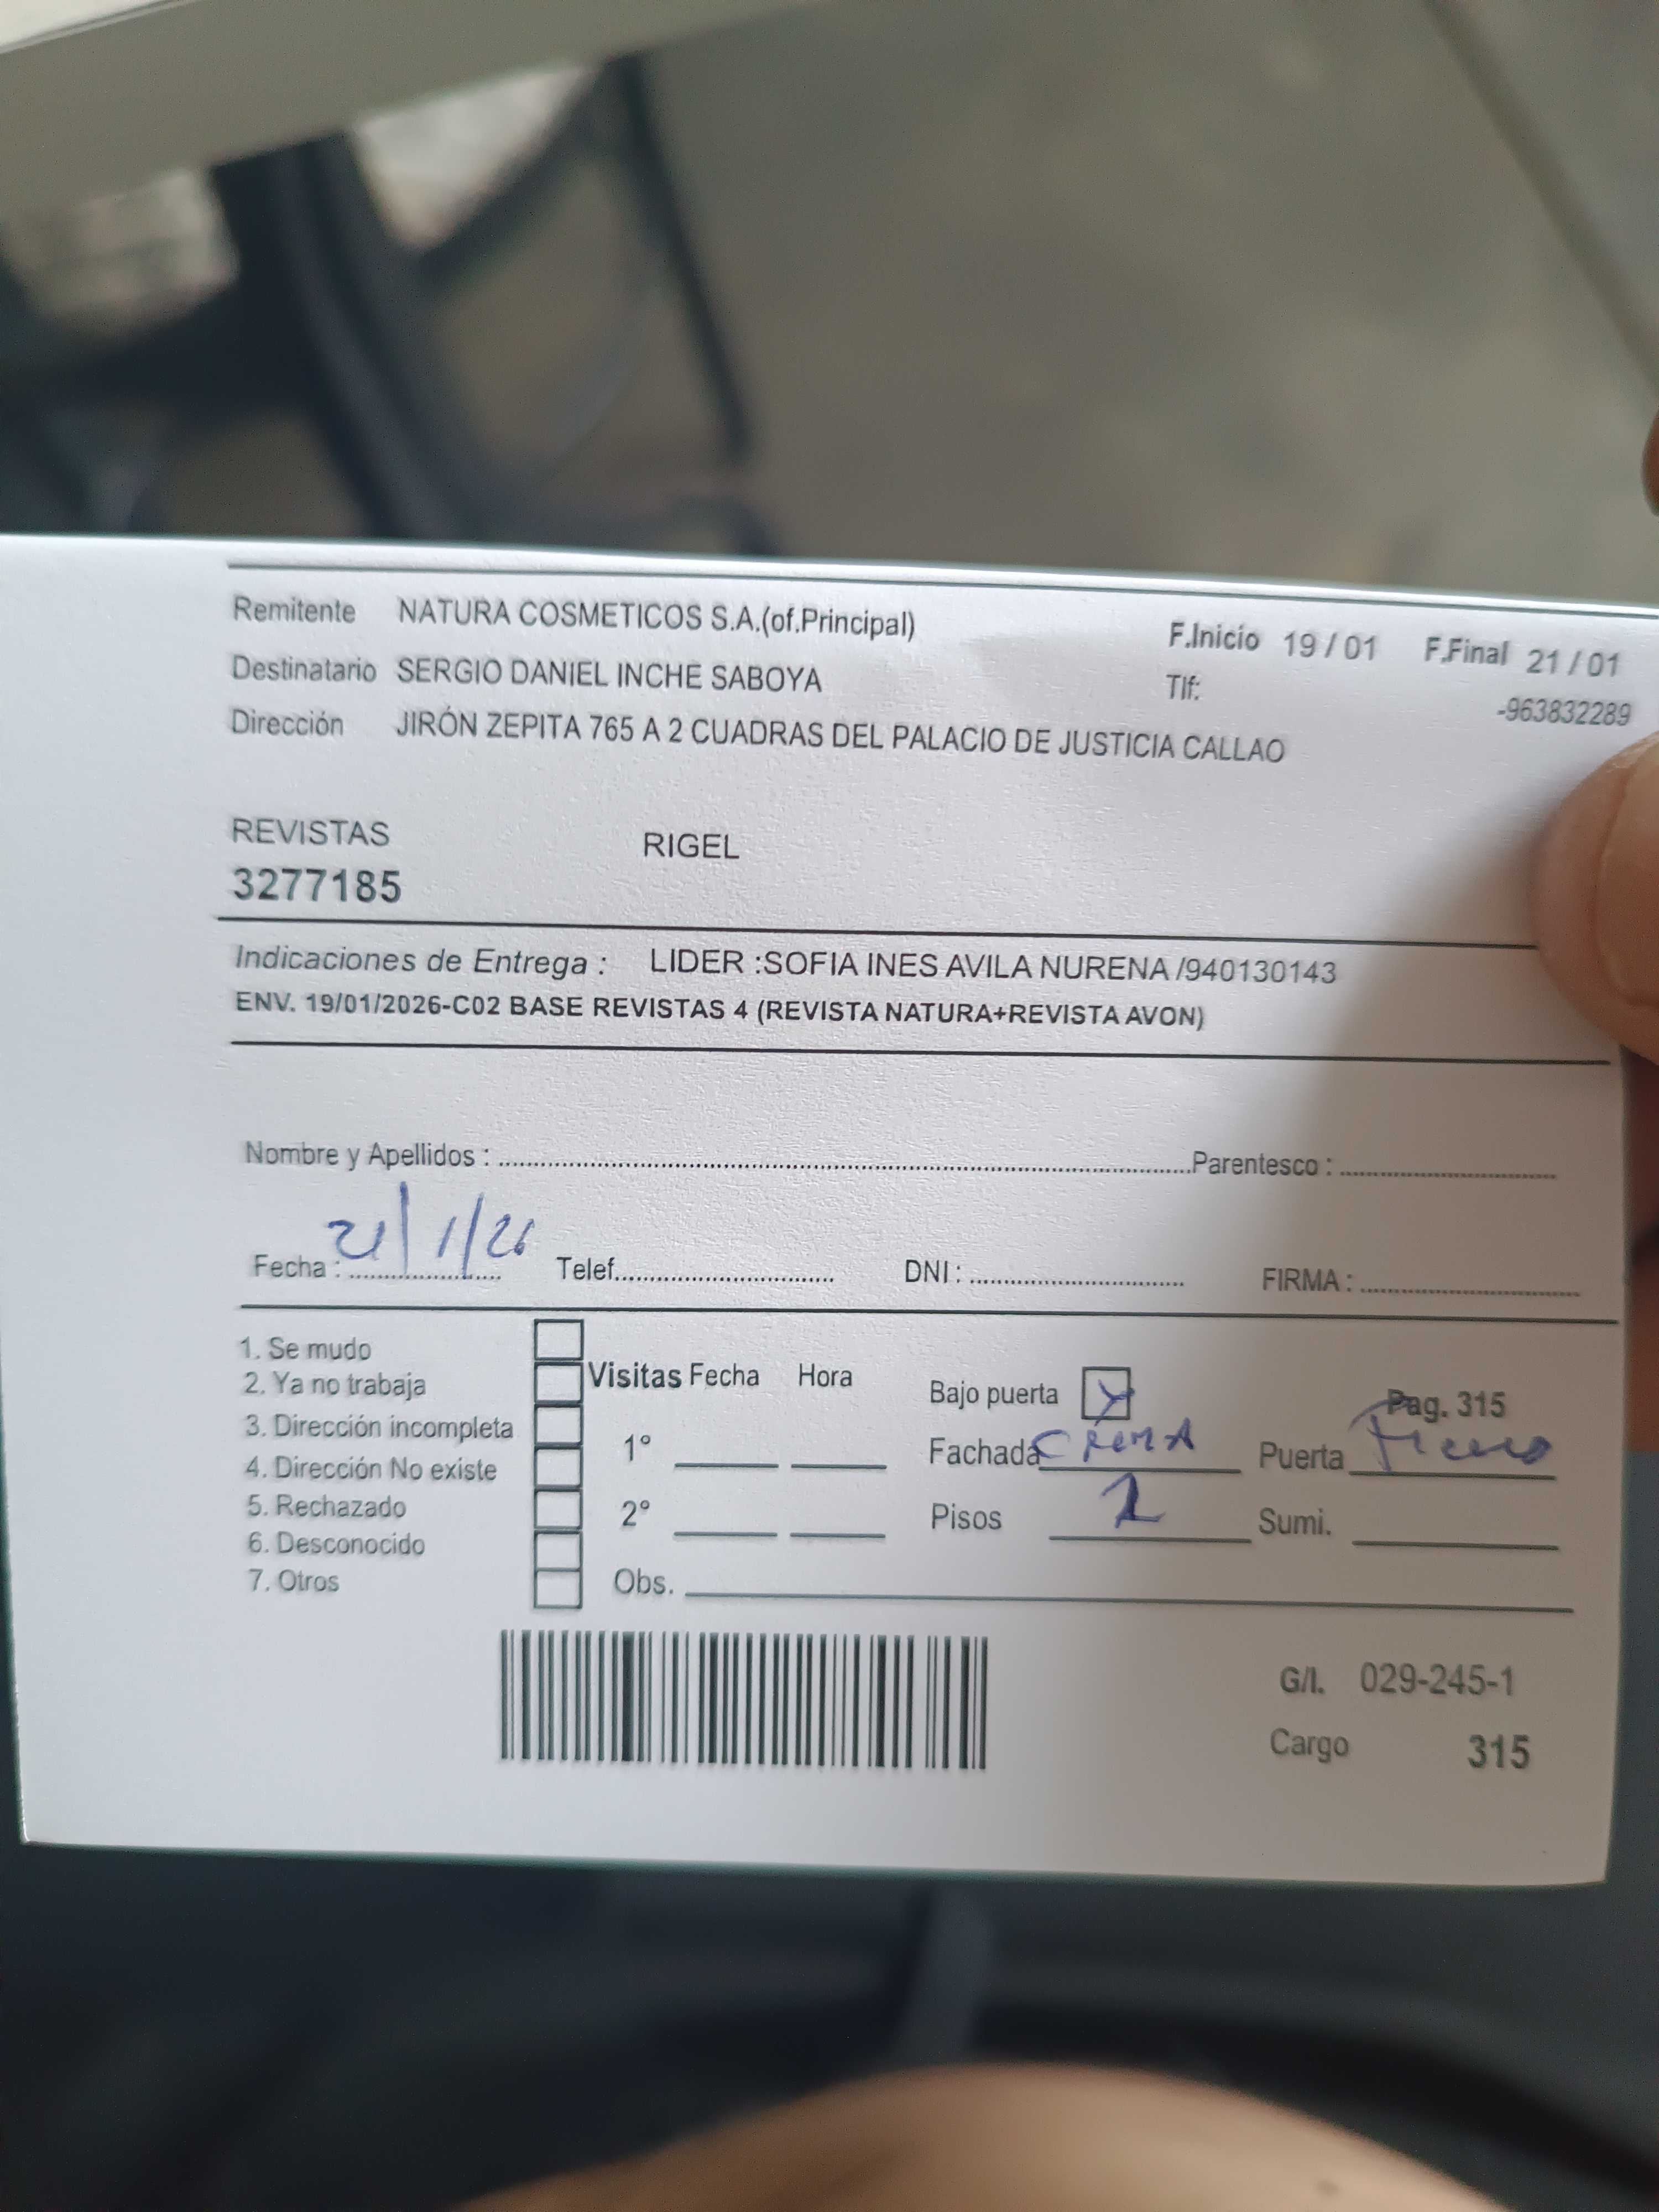 Remitente NATURA COSMETICOS S.A.(of.Principal) F.Inicio 19 / 01 F.Final 21 / 01
Destinatario SERGIO DANIEL INCHE SABOYA Tlf: -963832289
Dirección JIRÓN ZEPITA 765 A 2 CUADRAS DEL PALACIO DE JUSTICIA CALLAO
REVISTAS RIGEL
3277185
Indicaciones de Entrega : LIDER :SOFIA INES AVILA NURENA /940130143
ENV. 19/01/2026-C02 BASE REVISTAS 4 (REVISTA NATURA+REVISTA AVON)
Nombre y Apellidos : Parentesco :
Fecha : 21/1/26 Telef. DNI : FIRMA :
1. Se mudo
2. Ya no trabaja
3. Dirección incompleta
4. Dirección No existe
5. Rechazado
6. Desconocido
7. Otros
Visitas Fecha Hora
1°
2°
Obs.
Bajo puerta X Pag. 315
Fachada CREMA Puerta
Pisos Sumi.
G/I. 029-245-1
Cargo 315